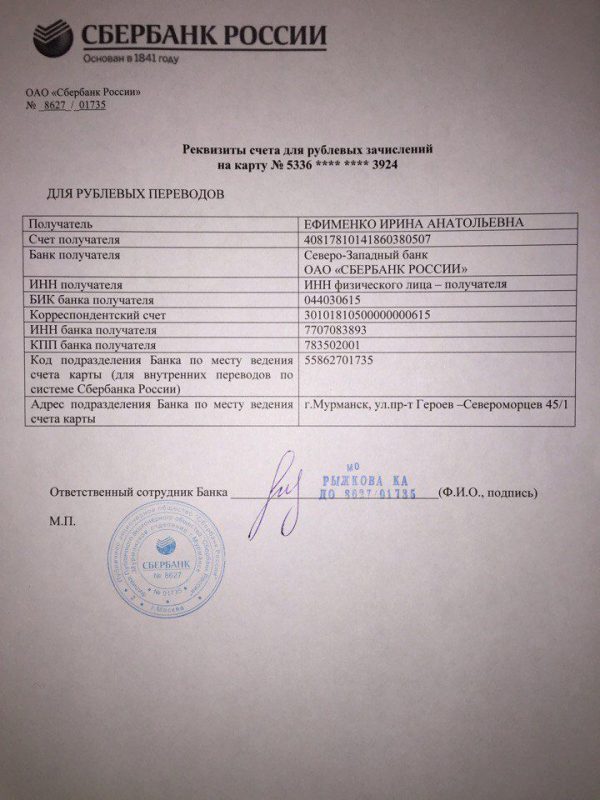 СБЕРБАНК РОССИИ
Основан в 1841 году
ОАО «Сбербанк России»
№ 8627 / 01735
Реквизиты счета для рублевых зачислений
на карту № 5336 **** **** 3924
ДЛЯ РУБЛЕВЫХ ПЕРЕВОДОВ
Получатель ЕФИМЕНКО ИРИНА АНАТОЛЬЕВНА
Счет получателя 40817810141860380507
Банк получателя Северо-Западный банк
ОАО «СБЕРБАНК РОССИИ»
ИНН получателя ИНН физического лица – получателя
БИК банка получателя 044030615
Корреспондентский счет 30101810500000000615
ИНН банка получателя 7707083893
КПП банка получателя 783502001
Код подразделения Банка по месту ведения 55862701735
счета карты (для внутренних переводов по
системе Сбербанка России)
Адрес подразделения Банка по месту ведения г.Мурманск, ул.пр-т Героев –Североморцев 45/1
счета карты
МО
РЫЖКОВА КА
Ответственный сотрудник Банка ДО 8627/01735 (Ф.И.О., подпись)
М.П.
СБЕРБАНК
№ 8627
№ 01735
г.Москва